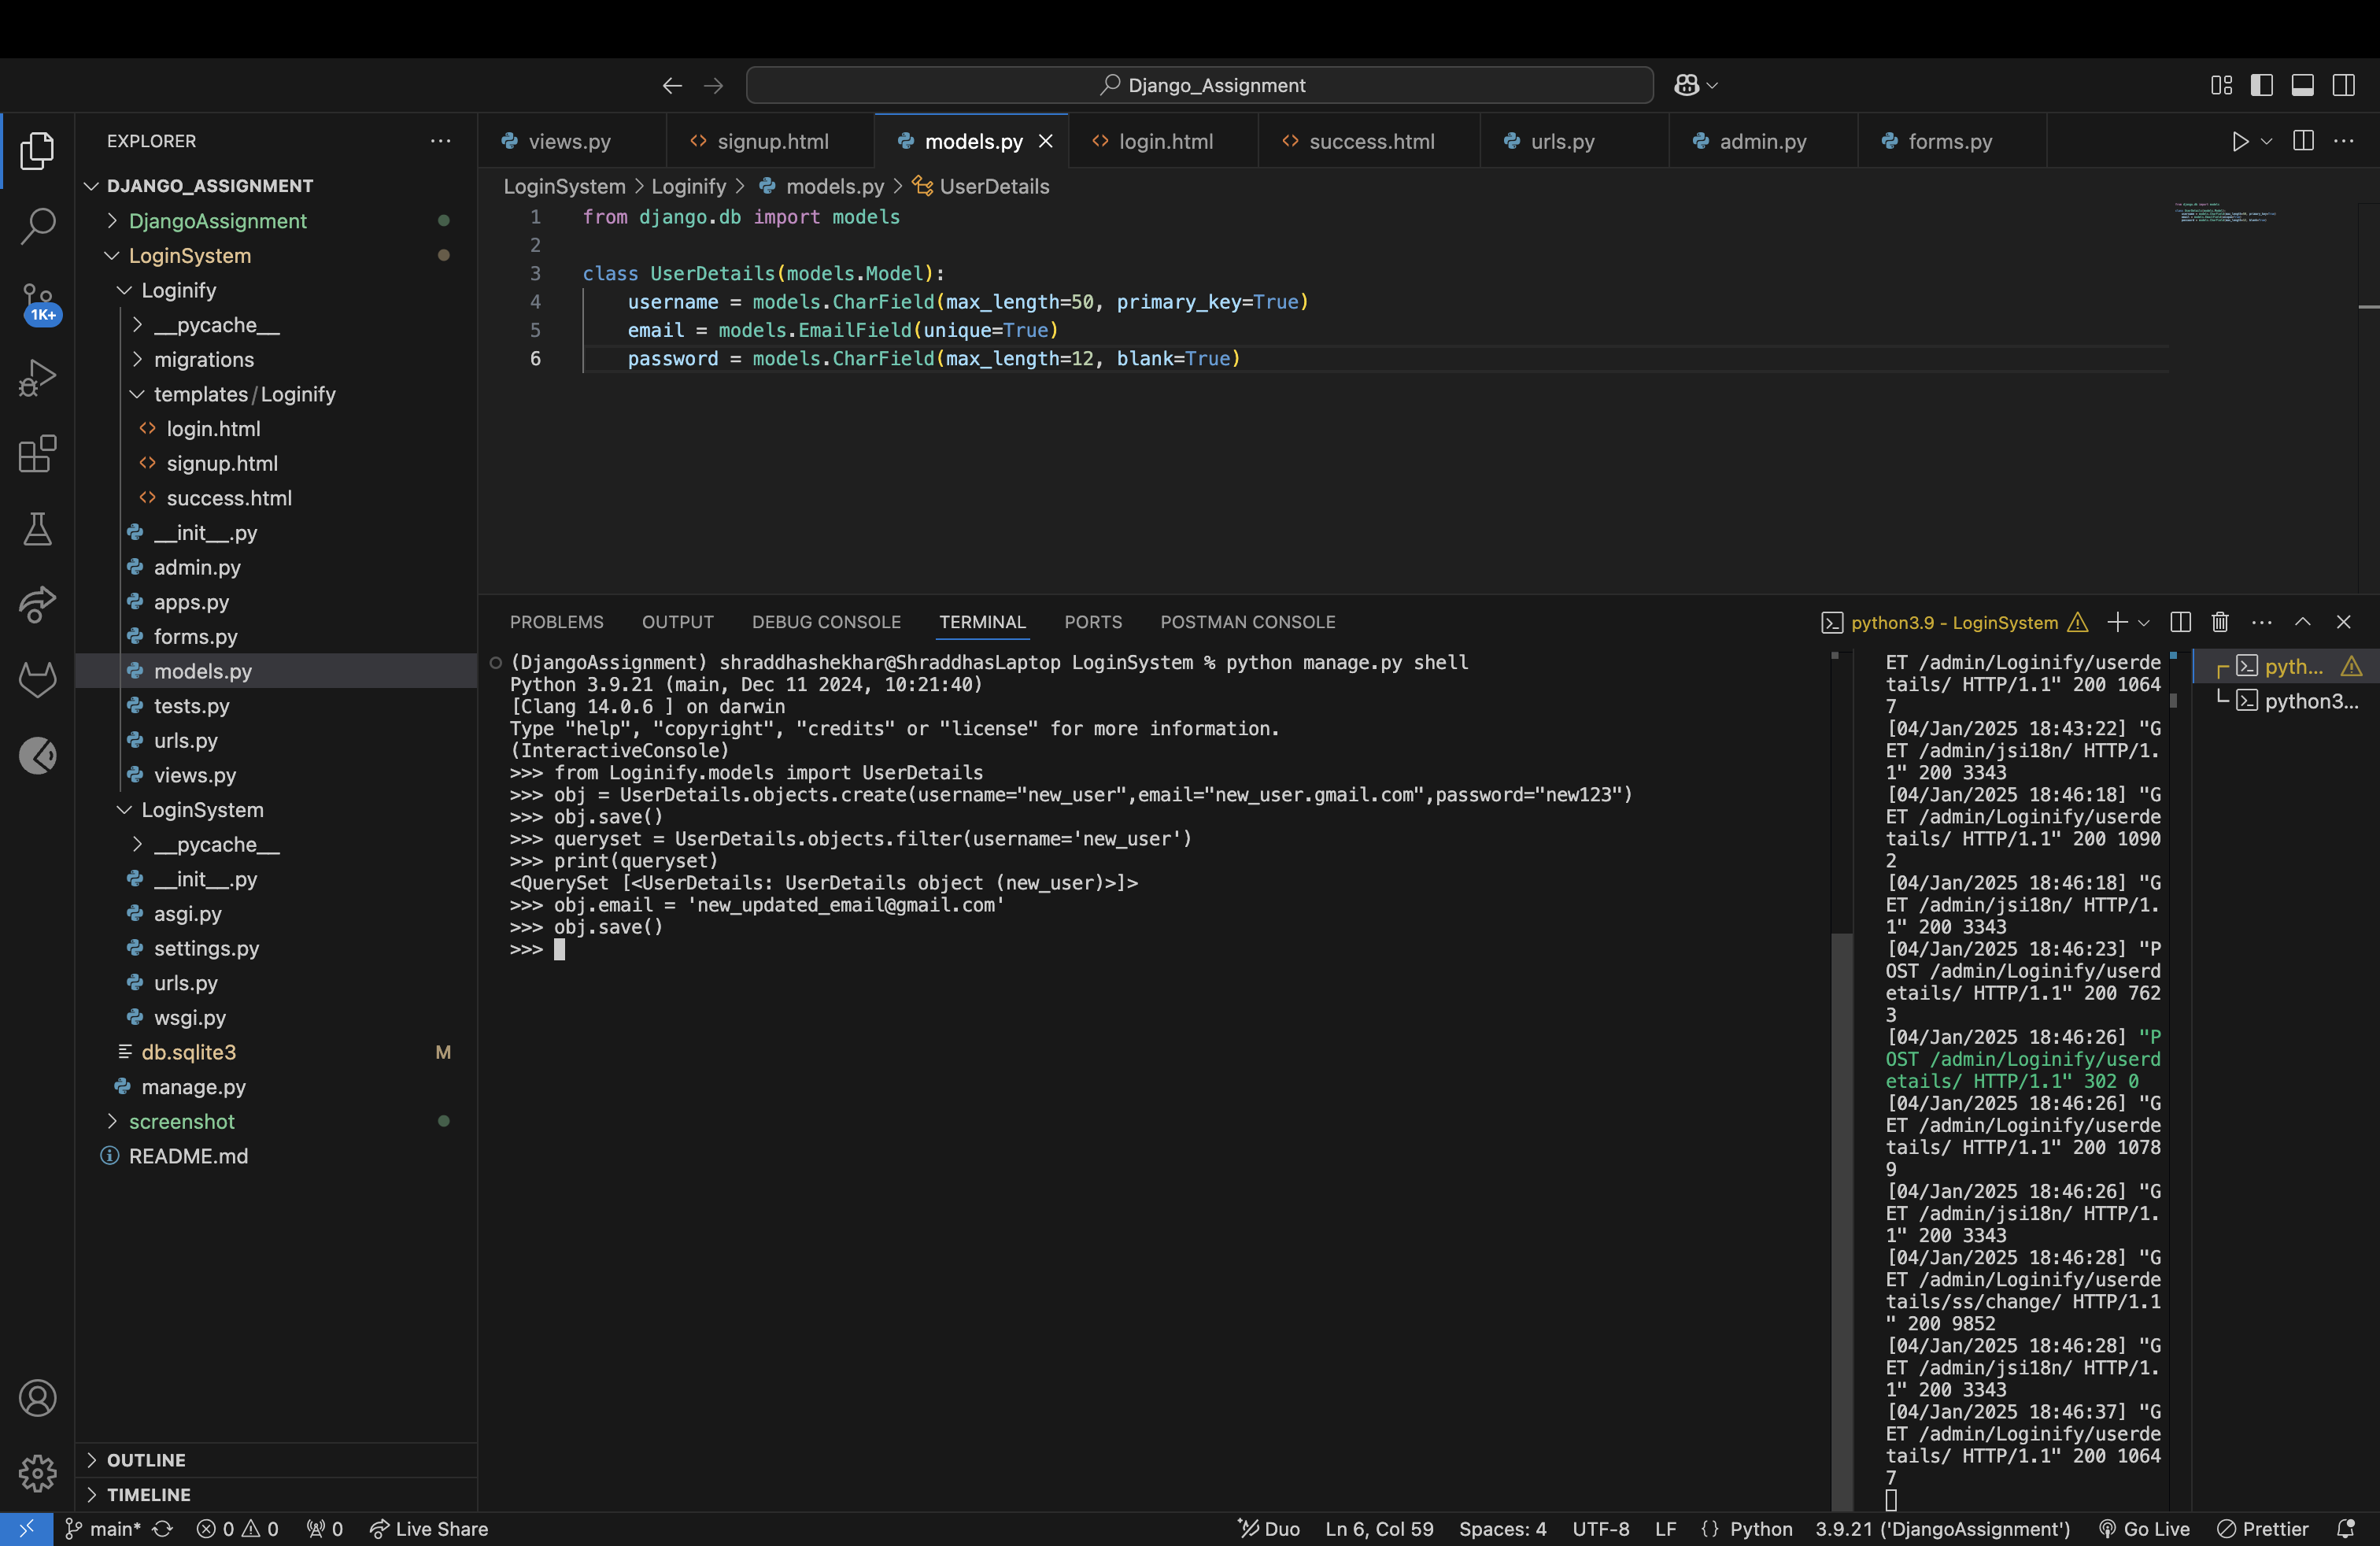 Django_Assignment
EXPLORER
DJANGO_ASSIGNMENT
DjangoAssignment
LoginSystem
Loginify
__pycache__
migrations
templates/Loginify
login.html
signup.html
success.html
__init__.py
admin.py
apps.py
forms.py
models.py
tests.py
urls.py
views.py
LoginSystem
__pycache__
__init__.py
asgi.py
settings.py
urls.py
wsgi.py
db.sqlite3 M
manage.py
screenshot
README.md
OUTLINE
TIMELINE
1K+
views.py signup.html models.py login.html success.html urls.py admin.py forms.py
LoginSystem > Loginify > models.py > UserDetails
1 from django.db import models
2
3 class UserDetails(models.Model):
4 username = models.CharField(max_length=50, primary_key=True)
5 email = models.EmailField(unique=True)
6 password = models.CharField(max_length=12, blank=True)
PROBLEMS OUTPUT DEBUG CONSOLE TERMINAL PORTS POSTMAN CONSOLE
python3.9 - LoginSystem
(DjangoAssignment) shraddhashekhar@ShraddhasLaptop LoginSystem % python manage.py shell
Python 3.9.21 (main, Dec 11 2024, 10:21:40)
[Clang 14.0.6 ] on darwin
Type "help", "copyright", "credits" or "license" for more information.
(InteractiveConsole)
>>> from Loginify.models import UserDetails
>>> obj = UserDetails.objects.create(username="new_user",email="new_user.gmail.com",password="new123")
>>> obj.save()
>>> queryset = UserDetails.objects.filter(username='new_user')
>>> print(queryset)
<QuerySet [<UserDetails: UserDetails object (new_user)>]>
>>> obj.email = 'new_updated_email@gmail.com'
>>> obj.save()
>>>
ET /admin/Loginify/userde
tails/ HTTP/1.1" 200 1064
7
[04/Jan/2025 18:43:22] "G
ET /admin/jsi18n/ HTTP/1.
1" 200 3343
[04/Jan/2025 18:46:18] "G
ET /admin/Loginify/userde
tails/ HTTP/1.1" 200 1090
2
[04/Jan/2025 18:46:18] "G
ET /admin/jsi18n/ HTTP/1.
1" 200 3343
[04/Jan/2025 18:46:23] "P
OST /admin/Loginify/userd
etails/ HTTP/1.1" 200 762
3
[04/Jan/2025 18:46:26] "P
OST /admin/Loginify/userd
etails/ HTTP/1.1" 302 0
[04/Jan/2025 18:46:26] "G
ET /admin/Loginify/userde
tails/ HTTP/1.1" 200 1078
9
[04/Jan/2025 18:46:26] "G
ET /admin/jsi18n/ HTTP/1.
1" 200 3343
[04/Jan/2025 18:46:28] "G
ET /admin/Loginify/userde
tails/ss/change/ HTTP/1.1
" 200 9852
[04/Jan/2025 18:46:28] "G
ET /admin/jsi18n/ HTTP/1.
1" 200 3343
[04/Jan/2025 18:46:37] "G
ET /admin/Loginify/userde
tails/ HTTP/1.1" 200 1064
7
pyth...
python3...
main* 0 0 0 Live Share Duo Ln 6, Col 59 Spaces: 4 UTF-8 LF {} Python 3.9.21 ('DjangoAssignment') Go Live Prettier